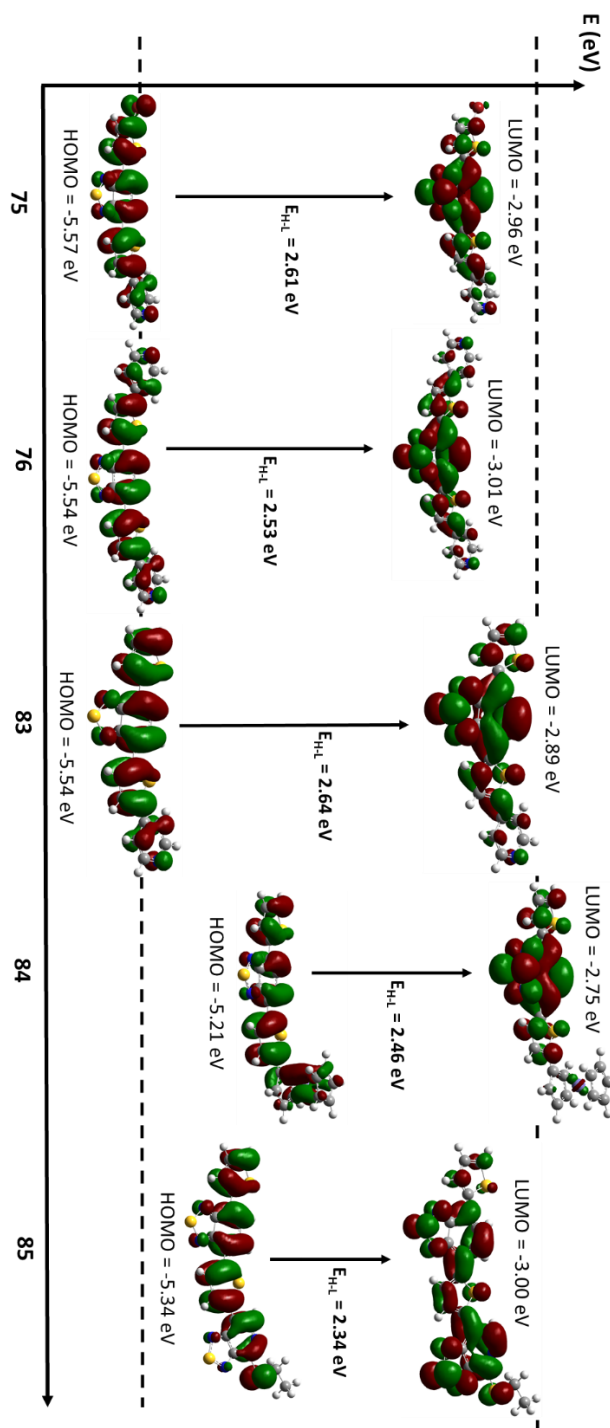 E (eV)
LUMO = -2.96 eV
LUMO = -3.01 eV
LUMO = -2.89 eV
LUMO = -2.75 eV
LUMO = -3.00 eV
E_H-L = 2.61 eV
E_H-L = 2.53 eV
E_H-L = 2.64 eV
E_H-L = 2.46 eV
E_H-L = 2.34 eV
HOMO = -5.57 eV
HOMO = -5.54 eV
HOMO = -5.54 eV
HOMO = -5.21 eV
HOMO = -5.34 eV
75
76
83
84
85